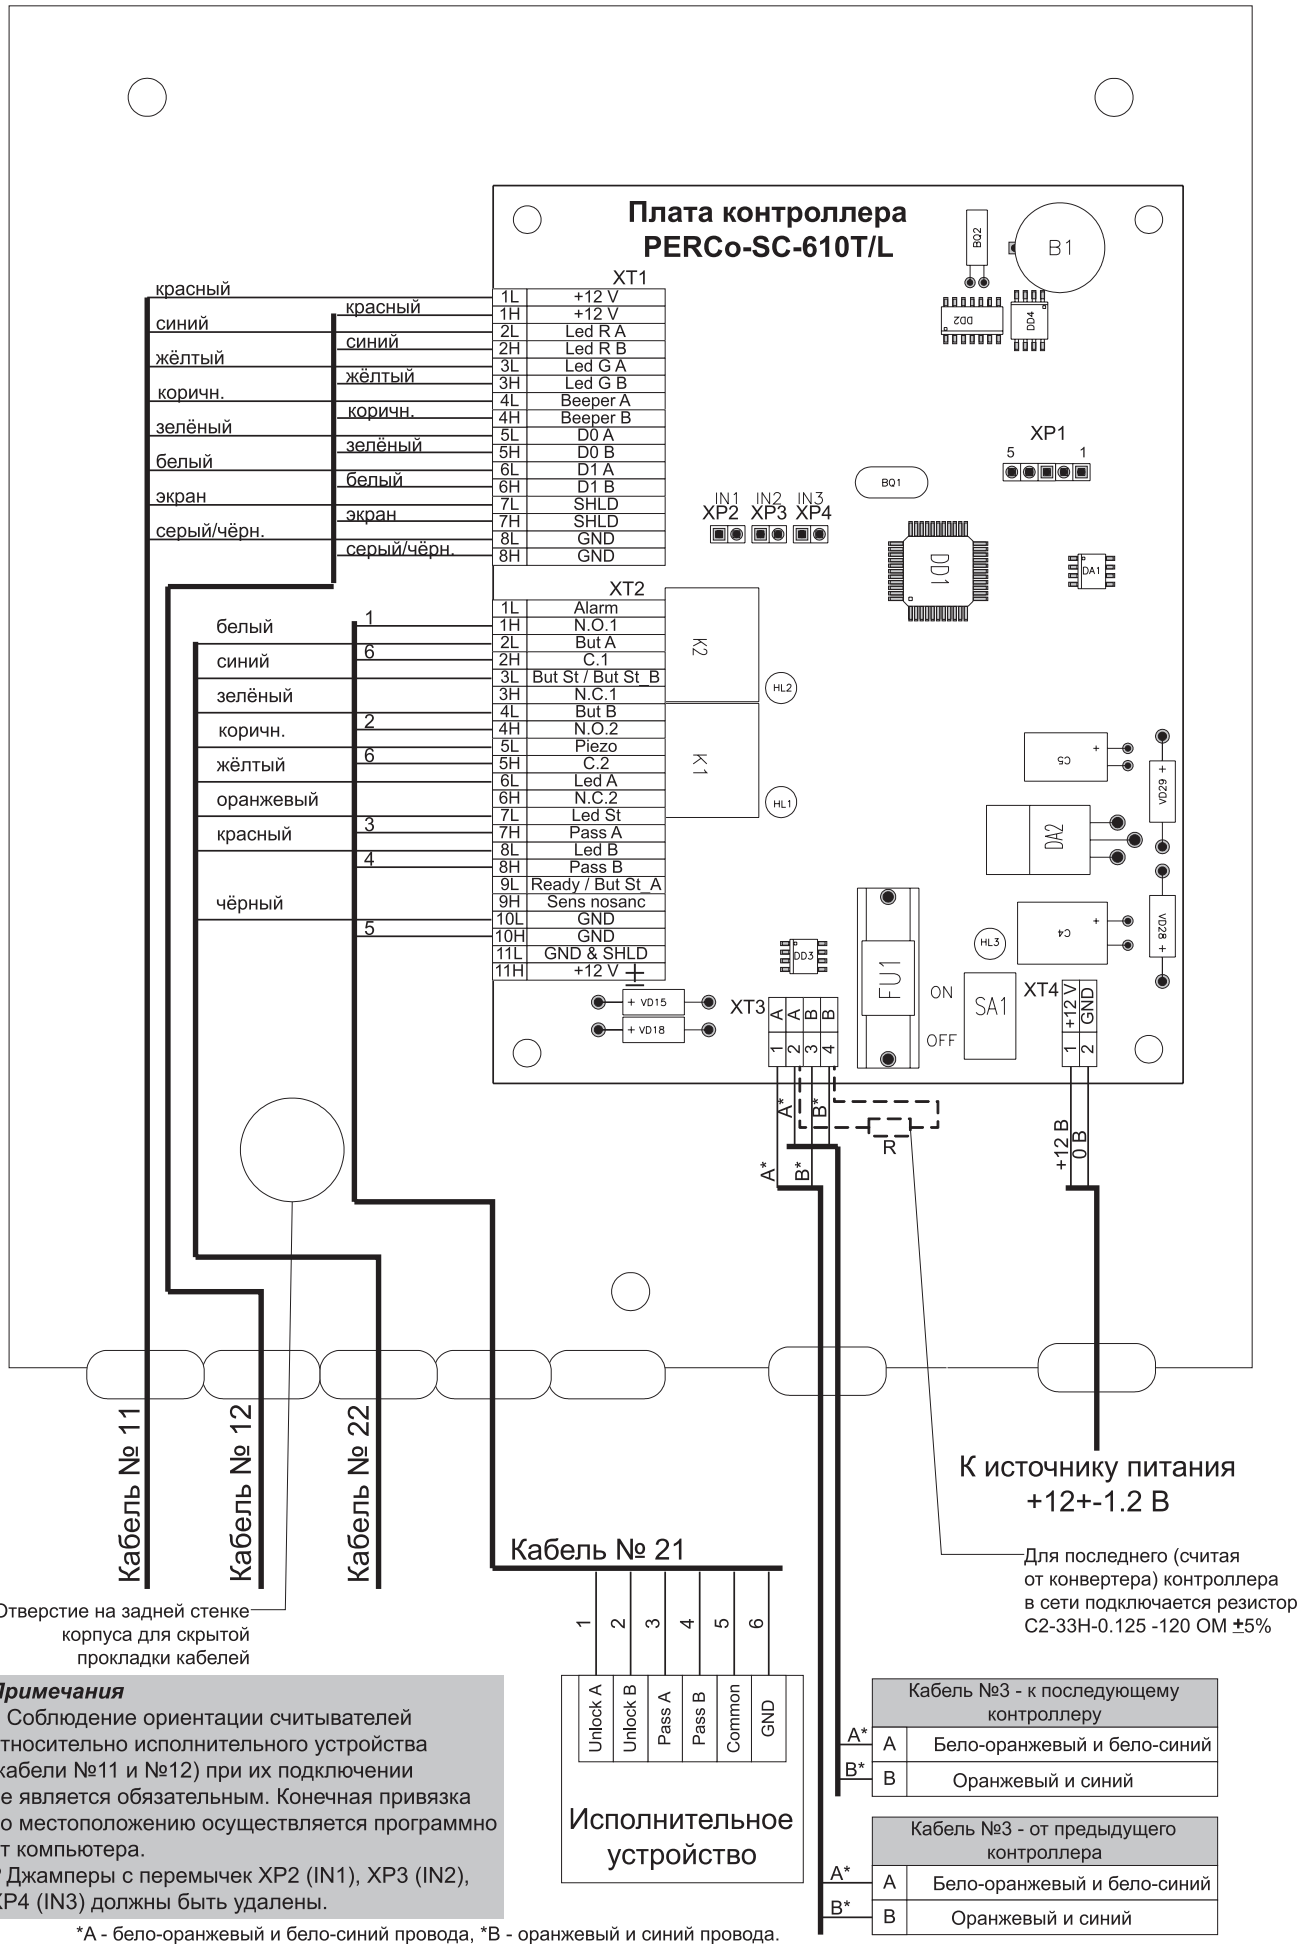 Плата контроллера
PERCo-SC-610T/L
BQ2
B1
DD2
DD4
XT1
1L +12 V
1H +12 V
2L Led R A
2H Led R B
3L Led G A
3H Led G B
4L Beeper A
4H Beeper B
5L D0 A
5H D0 B
6L D1 A
6H D1 B
7L SHLD
7H SHLD
8L GND
8H GND
красный
синий
жёлтый
коричн.
зелёный
белый
экран
серый/чёрн.
красный
синий
жёлтый
коричн.
зелёный
белый
экран
серый/чёрн.
XP1
5 1
BQ1
IN1 IN2 IN3
XP2 XP3 XP4
DD1
DA1
XT2
1L Alarm
1H N.O.1
2L But A
2H C.1
3L But St / But St_B
3H N.C.1
4L But B
4H N.O.2
5L Piezo
5H C.2
6L Led A
6H N.C.2
7L Led St
7H Pass A
8L Led B
8H Pass B
9L Ready / But St_A
9H Sens nosanc
10L GND
10H GND
11L GND & SHLD
11H +12 V
белый
синий
зелёный
коричн.
жёлтый
оранжевый
красный
чёрный
1
6
2
6
3
4
5
K2
HL2
K1
HL1
C5 +
VD29 +
DA2
C4 +
VD28 +
HL3
FU1
DD3
ON
OFF
SA1
+ VD15
+ VD18
XT3
A A B B
1 2 3 4
XT4
+12 V GND
1 2
A*
B*
R
A*
B*
+12 В
0 В
Кабель № 11
Кабель № 12
Кабель № 22
Кабель № 21
К источнику питания
+12+-1.2 В
Для последнего (считая
от конвертера) контроллера
в сети подключается резистор
С2-33Н-0.125 -120 ОМ ±5%
Отверстие на задней стенке
корпуса для скрытой
прокладки кабелей
1 2 3 4 5 6
Unlock A
Unlock B
Pass A
Pass B
Common
GND
Исполнительное
устройство
Примечания
Соблюдение ориентации считывателей
тносительно исполнительного устройства
кабели №11 и №12) при их подключении
е является обязательным. Конечная привязка
о местоположению осуществляется программно
т компьютера.
Джамперы с перемычек XP2 (IN1), XP3 (IN2),
XP4 (IN3) должны быть удалены.
Кабель №3 - к последующему
контроллеру
A* A Бело-оранжевый и бело-синий
B* B Оранжевый и синий
Кабель №3 - от предыдущего
контроллера
A* A Бело-оранжевый и бело-синий
B* B Оранжевый и синий
*А - бело-оранжевый и бело-синий провода, *В - оранжевый и синий провода.